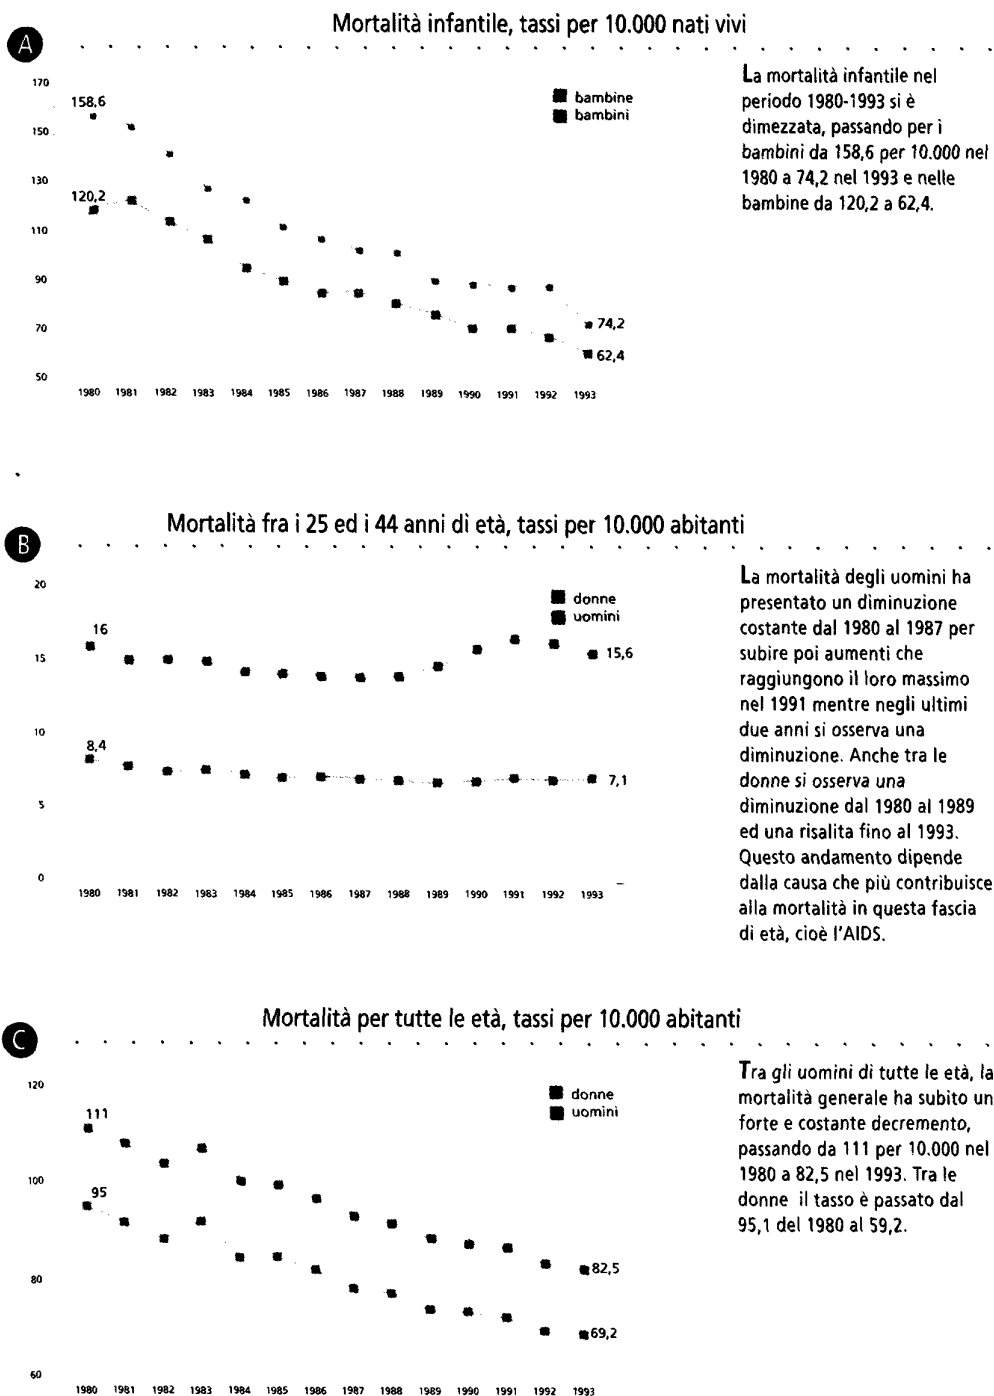 A
Mortalità infantile, tassi per 10.000 nati vivi
170
150
130
110
90
70
50
158,6
120,2
bambine
bambini
74,2
62,4
1980 1981 1982 1983 1984 1985 1986 1987 1988 1989 1990 1991 1992 1993
La mortalità infantile nel
periodo 1980-1993 si è
dimezzata, passando per i
bambini da 158,6 per 10.000 nel
1980 a 74,2 nel 1993 e nelle
bambine da 120,2 a 62,4.
B
Mortalità fra i 25 ed i 44 anni di età, tassi per 10.000 abitanti
20
15
10
5
0
16
8,4
donne
uomini
15,6
7,1
1980 1981 1982 1983 1984 1985 1986 1987 1988 1989 1990 1991 1992 1993
La mortalità degli uomini ha
presentato un diminuzione
costante dal 1980 al 1987 per
subire poi aumenti che
raggiungono il loro massimo
nel 1991 mentre negli ultimi
due anni si osserva una
diminuzione. Anche tra le
donne si osserva una
diminuzione dal 1980 al 1989
ed una risalita fino al 1993.
Questo andamento dipende
dalla causa che più contribuisce
alla mortalità in questa fascia
di età, cioè l'AIDS.
C
Mortalità per tutte le età, tassi per 10.000 abitanti
120
100
80
60
111
95
donne
uomini
82,5
69,2
1980 1981 1982 1983 1984 1985 1986 1987 1988 1989 1990 1991 1992 1993
Tra gli uomini di tutte le età, la
mortalità generale ha subito un
forte e costante decremento,
passando da 111 per 10.000 nel
1980 a 82,5 nel 1993. Tra le
donne il tasso è passato dal
95,1 del 1980 al 59,2.